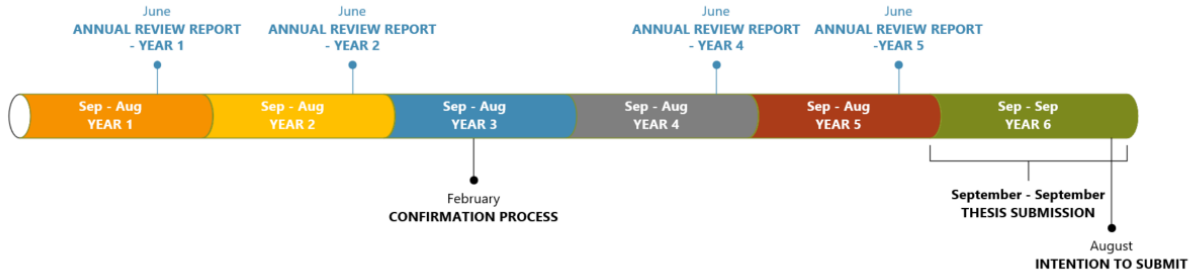 June
ANNUAL REVIEW REPORT
- YEAR 1
June
ANNUAL REVIEW REPORT
- YEAR 2
June
ANNUAL REVIEW REPORT
- YEAR 4
June
ANNUAL REVIEW REPORT
-YEAR 5
Sep - Aug
YEAR 1
Sep - Aug
YEAR 2
Sep - Aug
YEAR 3
Sep - Aug
YEAR 4
Sep - Aug
YEAR 5
Sep - Sep
YEAR 6
February
CONFIRMATION PROCESS
September - September
THESIS SUBMISSION
August
INTENTION TO SUBMIT